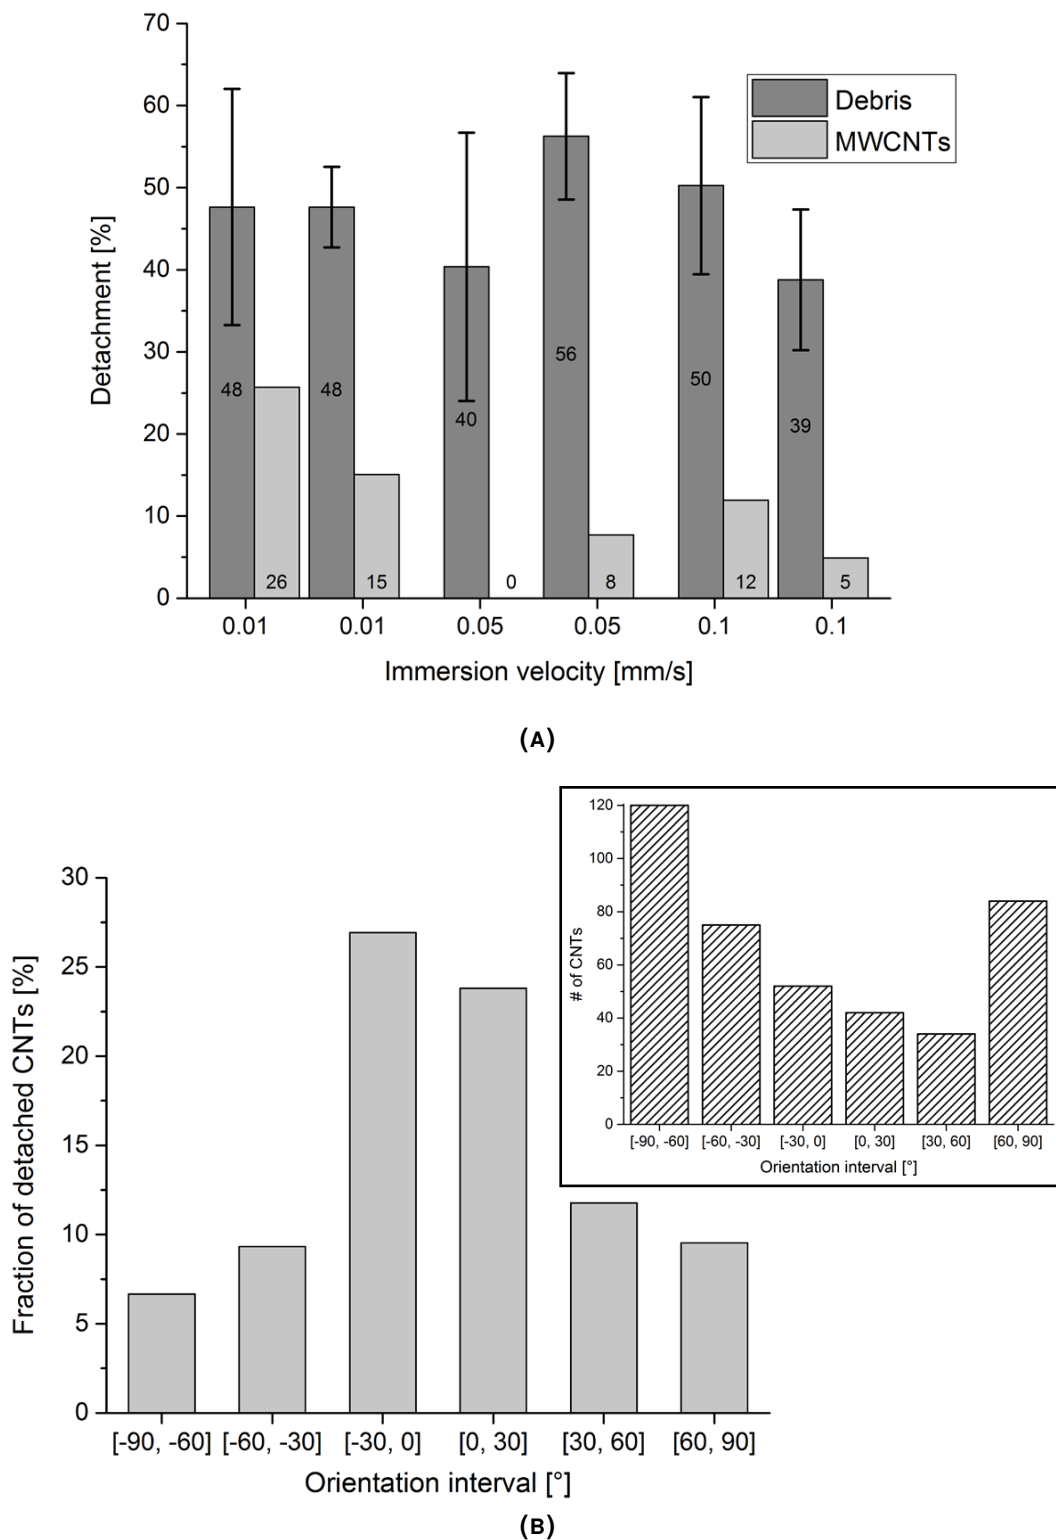 70
60
50
40
30
20
10
0
Detachment [%]
Debris
MWCNTs
48
26
48
15
40
0
56
8
50
12
39
5
0.01 0.01 0.05 0.05 0.1 0.1
Immersion velocity [mm/s]
(A)
120
100
80
60
40
20
0
# of CNTs
[-90, -60] [-60, -30] [-30, 0] [0, 30] [30, 60] [60, 90]
Orientation interval [°]
30
25
20
15
10
5
0
Fraction of detached CNTs [%]
[-90, -60] [-60, -30] [-30, 0] [0, 30] [30, 60] [60, 90]
Orientation interval [°]
(B)